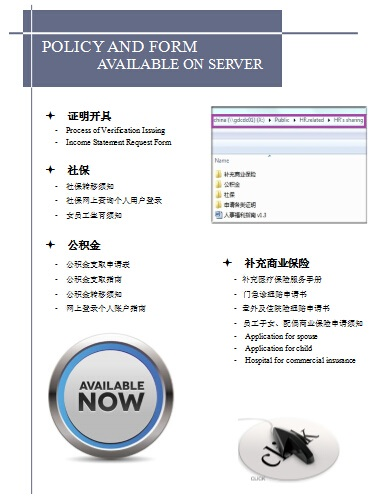 POLICY AND FORM
AVAILABLE ON SERVER
证明开具
- Process of Verification Issuing
- Income Statement Request Form
社保
- 社保转移须知
- 社保网上查询个人用户登录
- 女员工生育须知
公积金
- 公积金支取申请表
- 公积金支取指南
- 公积金转移须知
- 网上登录个人账户指南
Public ▸ HR.related ▸ HR's sharing
Name
补充商业保险
公积金
社保
申请各类证明
人事福利指南 v1.3
补充商业保险
- 补充医疗保险服务手册
- 门急诊理赔申请书
- 意外及住院理赔申请书
- 员工子女、配偶商业保险申请须知
- Application for spouse
- Application for child
- Hospital for commercial insurance
AVAILABLE
NOW
CLICK
CLICK